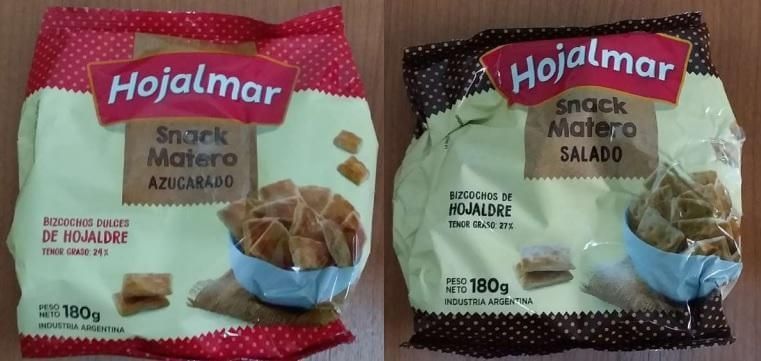 Hojalmar
Snack
Matero
AZUCARADO
BIZCOCHOS DULCES
DE HOJALDRE
TENOR GRASO: 24%
PESO
NETO 180g
INDUSTRIA ARGENTINA
Hojalmar
Snack
Matero
SALADO
BIZCOCHOS DE
HOJALDRE
TENOR GRASO: 27%
PESO
NETO 180g
INDUSTRIA ARGENTINA